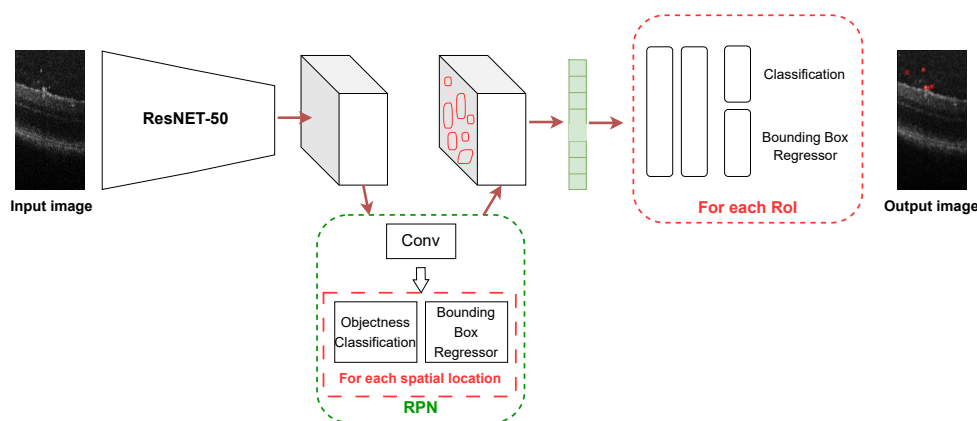 Input image
ResNET-50
Conv
Objectness
Classification
Bounding
Box
Regressor
For each spatial location
RPN
Classification
Bounding Box
Regressor
For each RoI
Output image